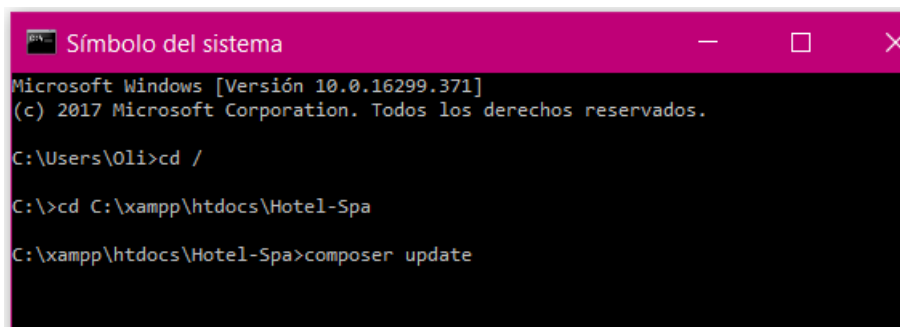 Símbolo del sistema
Microsoft Windows [Versión 10.0.16299.371]
(c) 2017 Microsoft Corporation. Todos los derechos reservados.
C:\Users\Oli>cd /
C:\>cd C:\xampp\htdocs\Hotel-Spa
C:\xampp\htdocs\Hotel-Spa>composer update